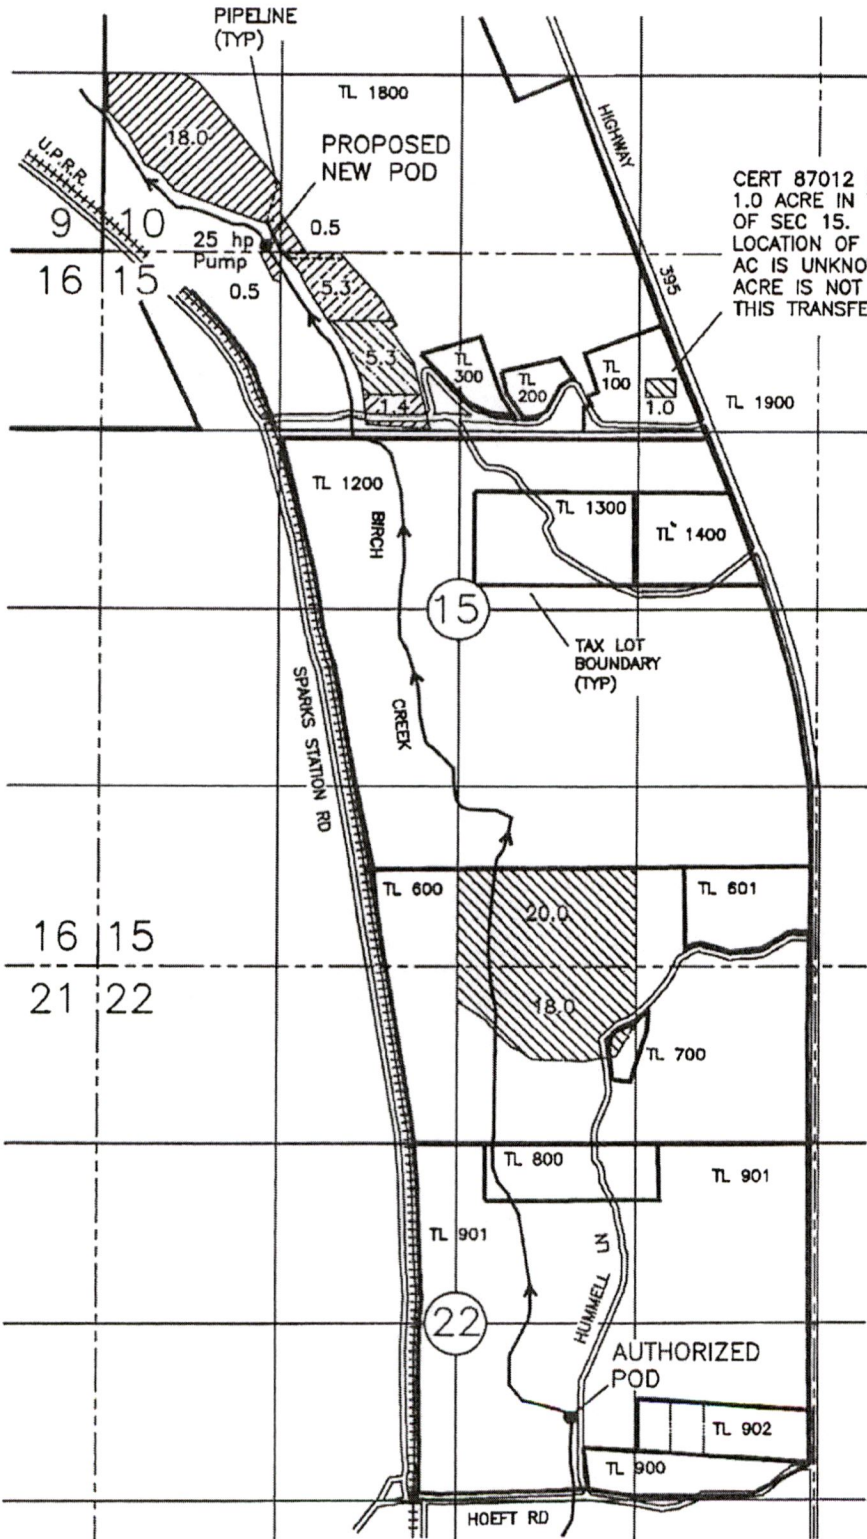 PIPELINE
(TYP)
TL 1800
HIGHWAY
18.0
PROPOSED
NEW POD
U.P.R.R.
CERT 87012
1.0 ACRE IN
OF SEC 15.
LOCATION OF
AC IS UNKNO
ACRE IS NOT
THIS TRANSFE
9 10
0.5
25 hp
Pump
16 15
0.5
5.3
395
5.3
TL
300
TL
200
TL
100
1.4
1.0
TL 1900
TL 1200
TL 1300
TL 1400
BIRCH
15
TAX LOT
BOUNDARY
(TYP)
SPARKS STATION RD
CREEK
TL 600
20.0
TL 601
16 15
21 22
18.0
TL 700
TL 800
TL 901
TL 901
HUMMELL LN
22
AUTHORIZED
POD
TL 902
TL 900
HOEFT RD